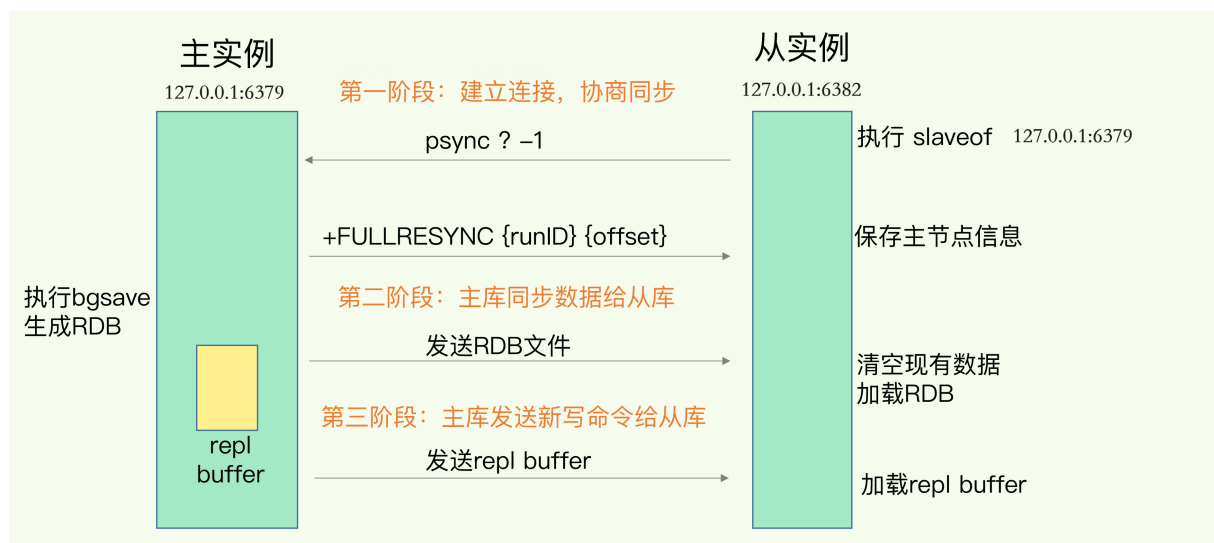 主实例
从实例
127.0.0.1:6379
127.0.0.1:6382
第一阶段：建立连接，协商同步
psync ? -1
执行 slaveof 127.0.0.1:6379
+FULLRESYNC {runID} {offset}
保存主节点信息
执行bgsave
生成RDB
第二阶段：主库同步数据给从库
发送RDB文件
清空现有数据
加载RDB
第三阶段：主库发送新写命令给从库
repl
buffer
发送repl buffer
加载repl buffer